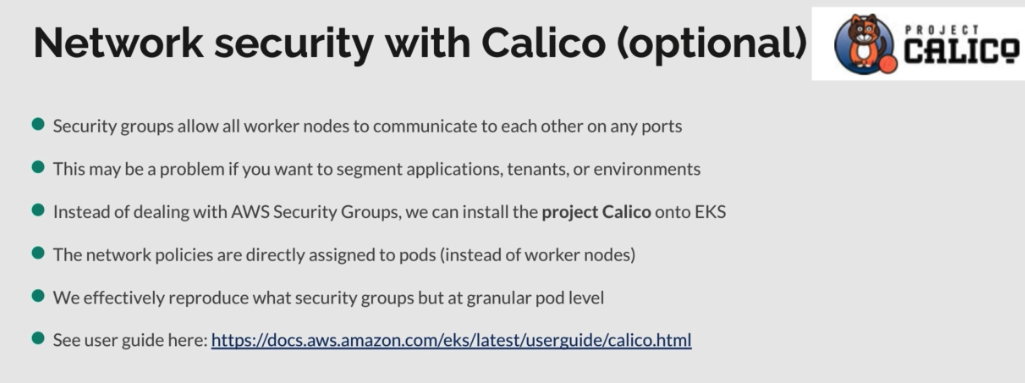 Network security with Calico (optional)
PROJECT
CALICO
Security groups allow all worker nodes to communicate to each other on any ports
This may be a problem if you want to segment applications, tenants, or environments
Instead of dealing with AWS Security Groups, we can install the project Calico onto EKS
The network policies are directly assigned to pods (instead of worker nodes)
We effectively reproduce what security groups but at granular pod level
See user guide here: https://docs.aws.amazon.com/eks/latest/userguide/calico.html